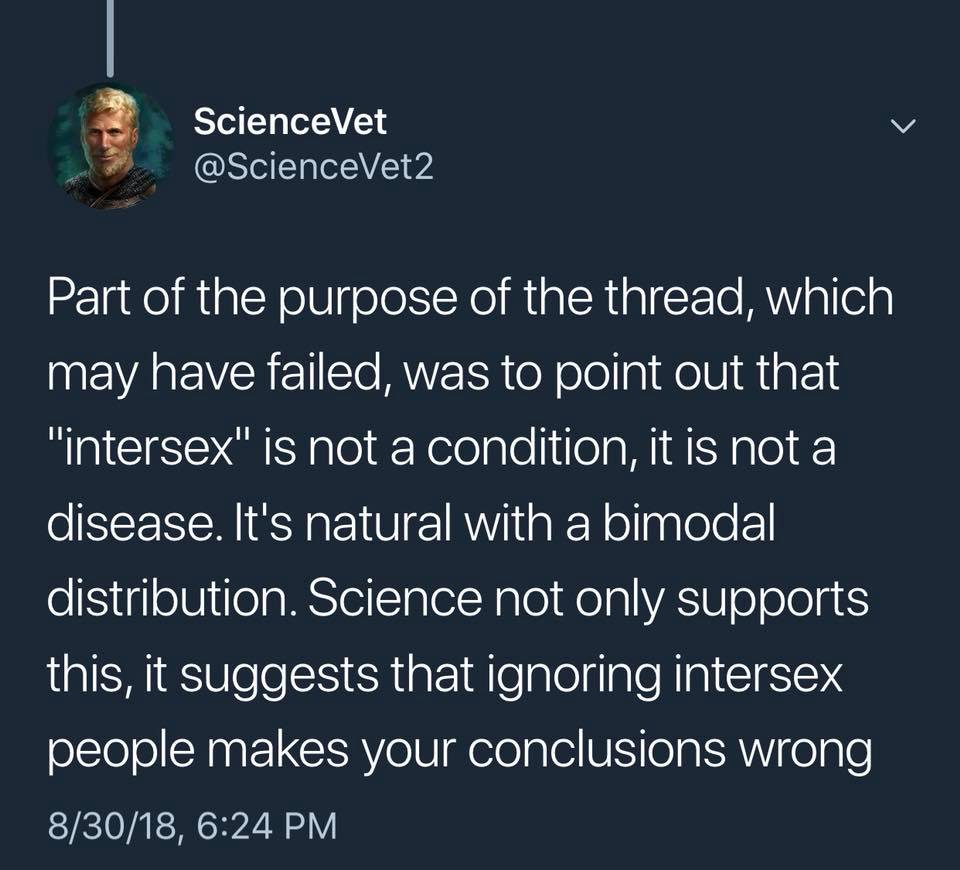 ScienceVet
@ScienceVet2
Part of the purpose of the thread, which
may have failed, was to point out that
"intersex" is not a condition, it is not a
disease. It's natural with a bimodal
distribution. Science not only supports
this, it suggests that ignoring intersex
people makes your conclusions wrong
8/30/18, 6:24 PM